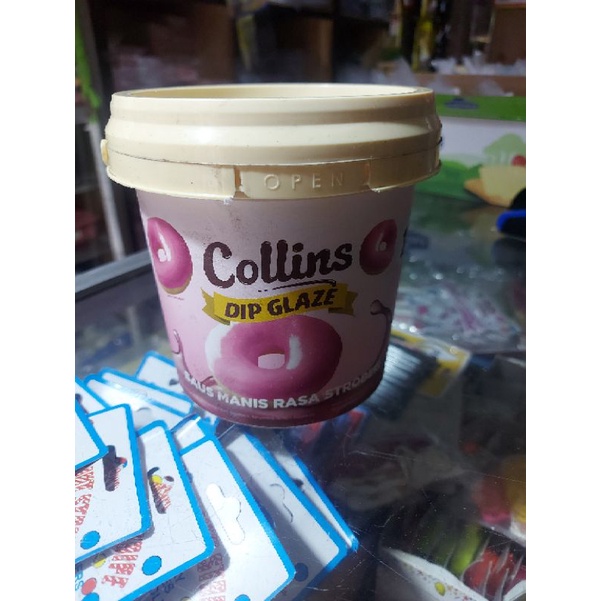 OPEN
Collins
DIP GLAZE
SAUS MANIS RASA